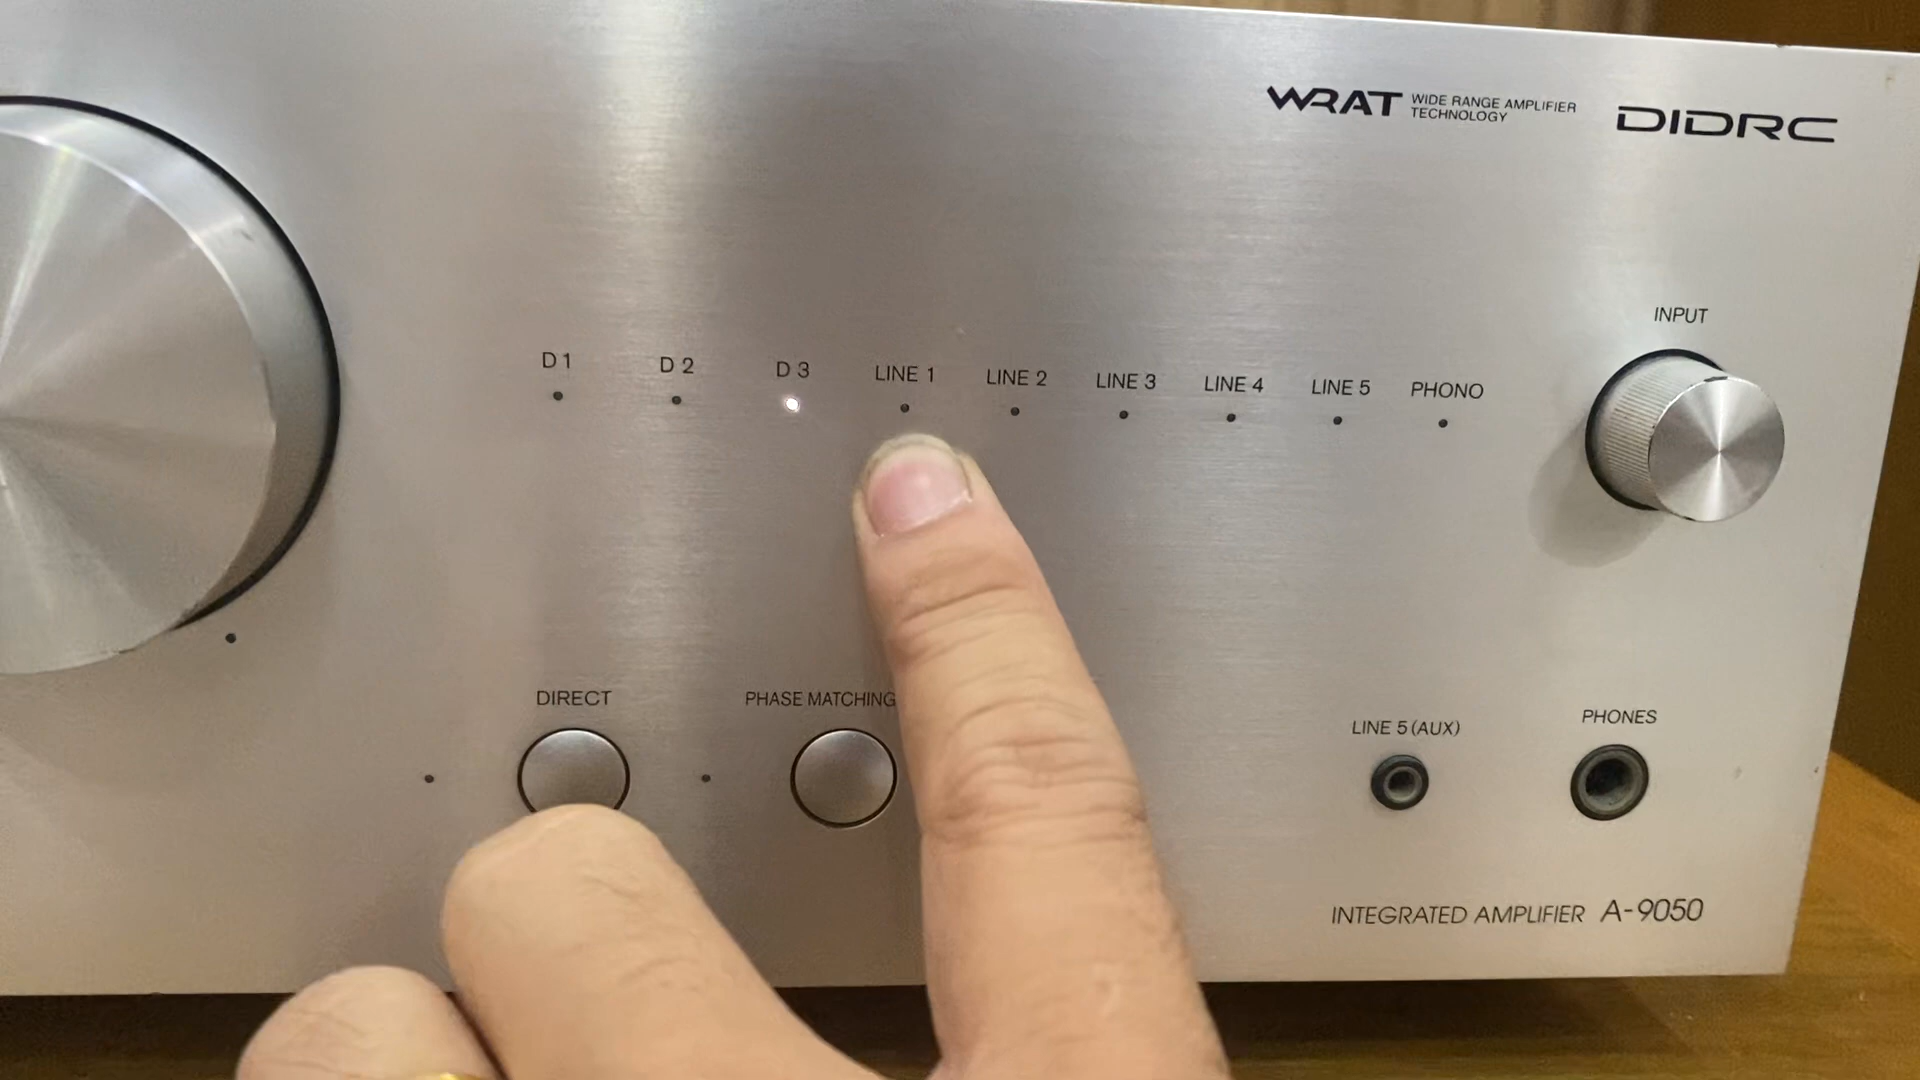 WRAT WIDE RANGE AMPLIFIER
TECHNOLOGY
DIDRC
INPUT
D 1 D 2 D 3 LINE 1 LINE 2 LINE 3 LINE 4 LINE 5 PHONO
DIRECT PHASE MATCHING LINE 5 (AUX) PHONES
INTEGRATED AMPLIFIER A-9050